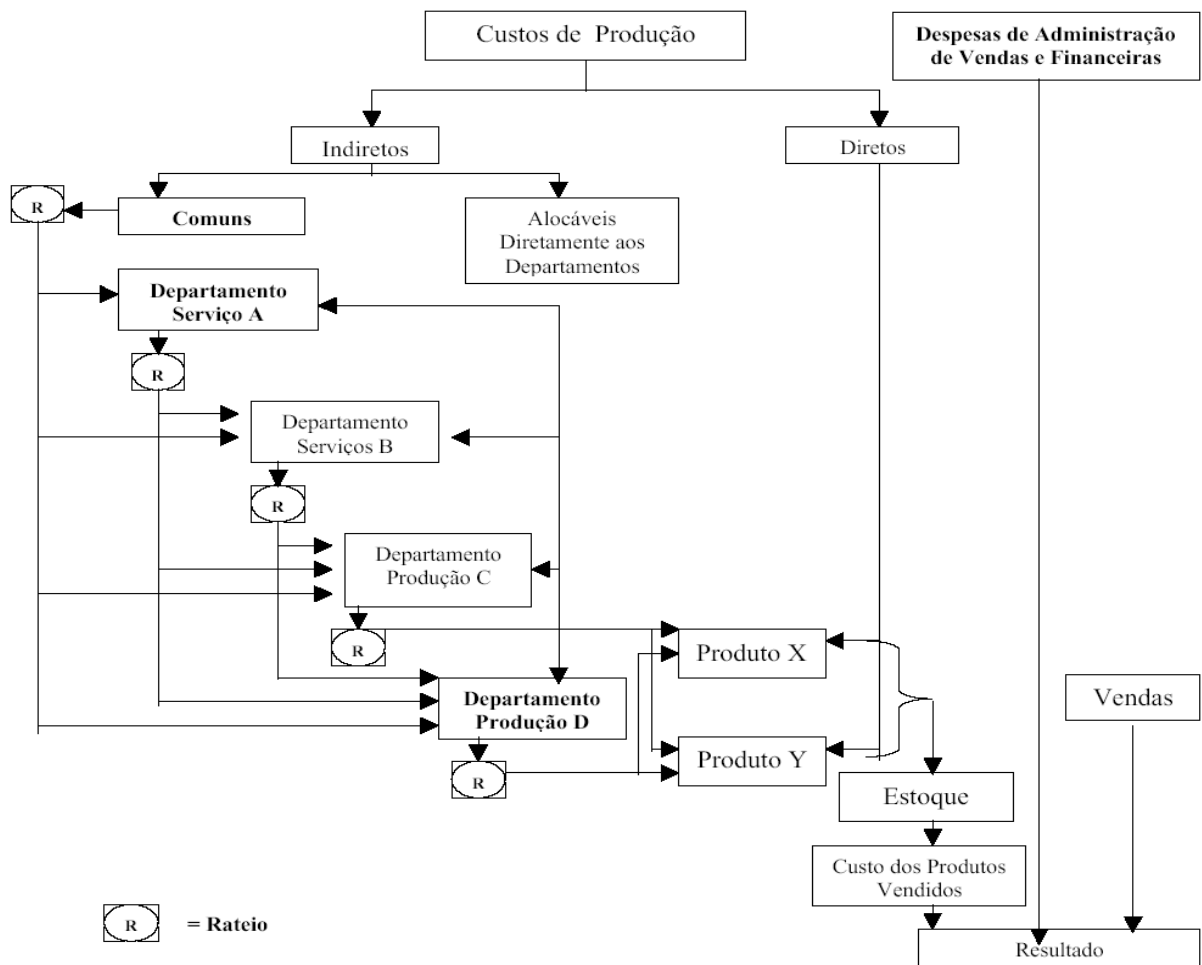 Custos de Produção
Despesas de Administração
de Vendas e Financeiras
Indiretos
Diretos
R
Comuns
Alocáveis
Diretamente aos
Departamentos
Departamento
Serviço A
R
Departamento
Serviços B
R
Departamento
Produção C
R
Produto X
Departamento
Produção D
Vendas
Produto Y
R
Estoque
Custo dos Produtos
Vendidos
R = Rateio
Resultado